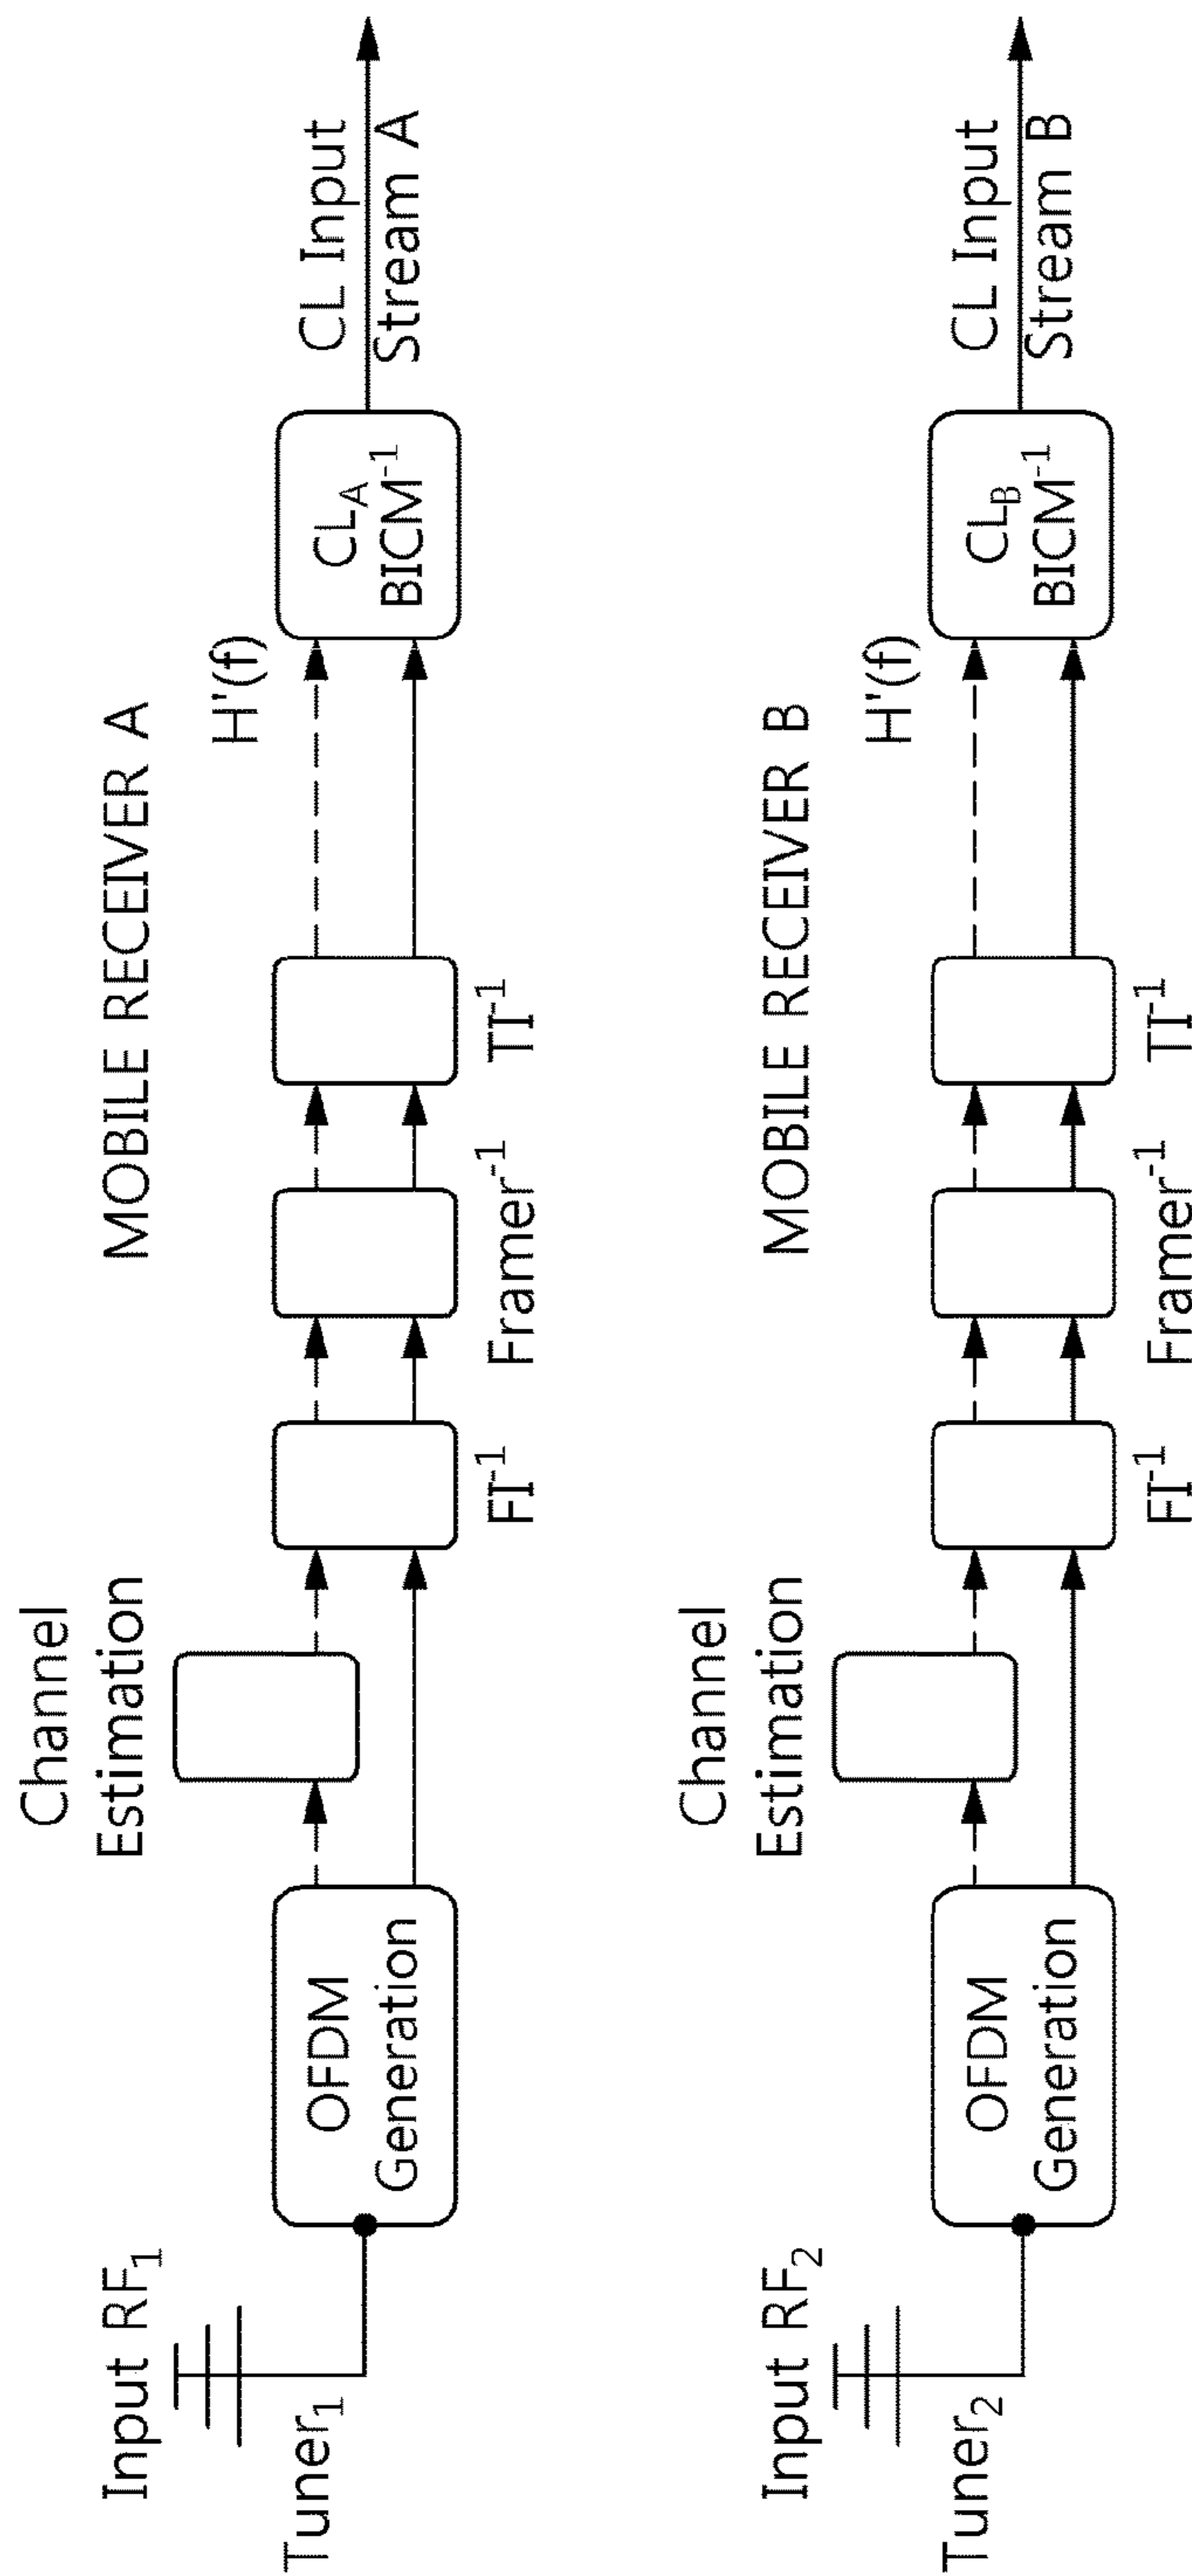 MOBILE RECEIVER A
Input RF₁
Tuner₁
OFDM
Generation
Channel
Estimation
FI⁻¹
Framer⁻¹
TI⁻¹
H'(f)
CL_A
BICM⁻¹
CL Input
Stream A
MOBILE RECEIVER B
Input RF₂
Tuner₂
OFDM
Generation
Channel
Estimation
FI⁻¹
Framer⁻¹
TI⁻¹
H'(f)
CL_B
BICM⁻¹
CL Input
Stream B